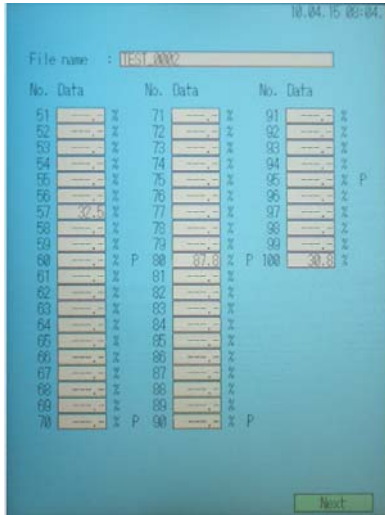 10.04.15 08:04
File name : TEST.0002
No. Data No. Data No. Data
51 ---.- % 71 ---.- % 91 ---.- %
52 ---.- % 72 ---.- % 92 ---.- %
53 ---.- % 73 ---.- % 93 ---.- %
54 ---.- % 74 ---.- % 94 ---.- %
55 ---.- % 75 ---.- % 95 ---.- % P
56 ---.- % 76 ---.- % 96 ---.- %
57 32.5 % 77 ---.- % 97 ---.- %
58 ---.- % 78 ---.- % 98 ---.- %
59 ---.- % 79 ---.- % 99 ---.- %
60 ---.- % P 80 87.8 % P 100 30.8 %
61 ---.- % 81 ---.- %
62 ---.- % 82 ---.- %
63 ---.- % 83 ---.- %
64 ---.- % 84 ---.- %
65 ---.- % 85 ---.- %
66 ---.- % 86 ---.- %
67 ---.- % 87 ---.- %
68 ---.- % 88 ---.- %
69 ---.- % 89 ---.- %
70 ---.- % P 90 ---.- % P
Next